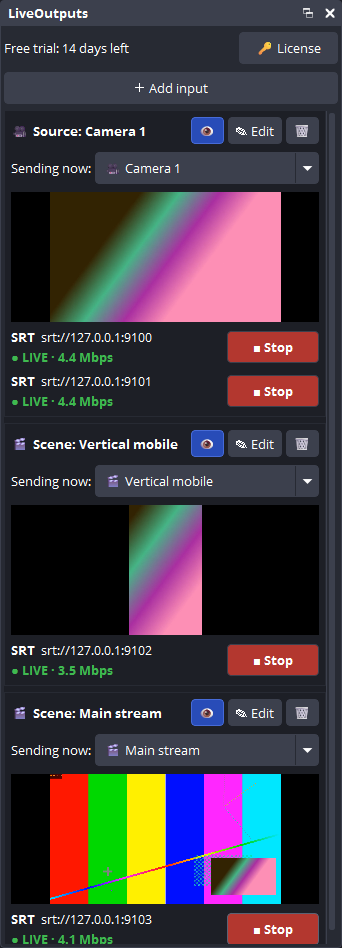 LiveOutputs
Free trial: 14 days left
License
+ Add input
Source: Camera 1
Edit
Sending now: Camera 1
SRT srt://127.0.0.1:9100
● LIVE · 4.4 Mbps
■ Stop
SRT srt://127.0.0.1:9101
● LIVE · 4.4 Mbps
■ Stop
Scene: Vertical mobile
Edit
Sending now: Vertical mobile
SRT srt://127.0.0.1:9102
● LIVE · 3.5 Mbps
■ Stop
Scene: Main stream
Edit
Sending now: Main stream
SRT srt://127.0.0.1:9103
● LIVE · 4.1 Mbps
■ Stop